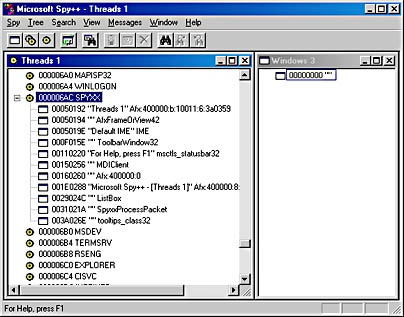 Microsoft Spy++ - Threads 1
Spy Tree Search View Messages Window Help
Threads 1
000006A0 MAPISP32
000006A4 WINLOGON
000006AC SPYXX
00050192 "Threads 1" Afx:400000:b:10011:6:3a0359
00050194 "" AfxFrameOrView42
0005019E "Default IME" IME
000F015E "" ToolbarWindow32
00110220 "For Help, press F1" msctls_statusbar32
00150256 "" MDIClient
00160260 "" Afx:400000:0
001E0288 "Microsoft Spy++ - [Threads 1]" Afx:400000:8:
0029024C "" ListBox
0031021A "" SpyxxProcessPacket
003A026E "" tooltips_class32
000006B0 MSDEV
000006B4 TERMSRV
000006B8 RSENG
000006C0 EXPLORER
000006C4 CISVC
Windows 3
00000000 ""
For Help, press F1